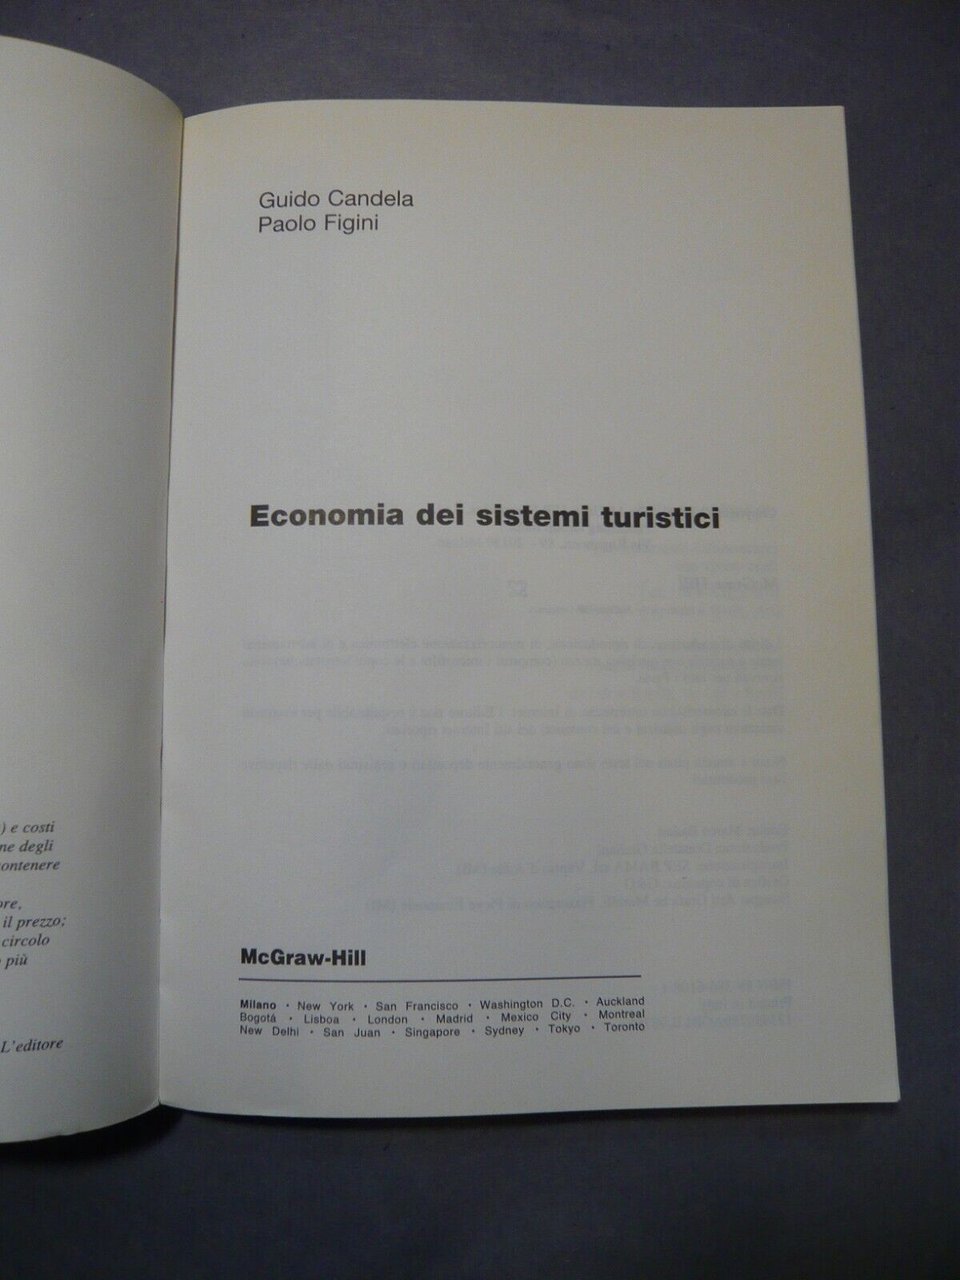 ) e costi
ne degli
ontenere
ore,
il prezzo;
circolo
più
L'editore
Guido Candela
Paolo Figini
Economia dei sistemi turistici
McGraw-Hill
Milano · New York · San Francisco · Washington D.C. · Auckland
Bogotá · Lisboa · London · Madrid · Mexico City · Montreal
New Delhi · San Juan · Singapore · Sydney · Tokyo · Toronto